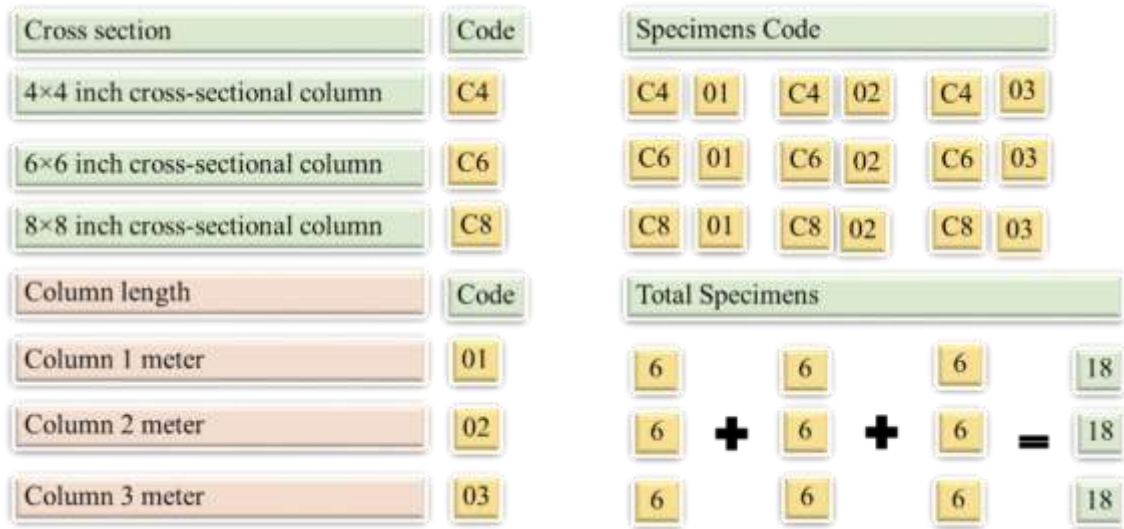 Cross section Code
4×4 inch cross-sectional column C4
6×6 inch cross-sectional column C6
8×8 inch cross-sectional column C8
Column length Code
Column 1 meter 01
Column 2 meter 02
Column 3 meter 03
Specimens Code
C4 01 C4 02 C4 03
C6 01 C6 02 C6 03
C8 01 C8 02 C8 03
Total Specimens
6 6 6 18
6 + 6 + 6 = 18
6 6 6 18